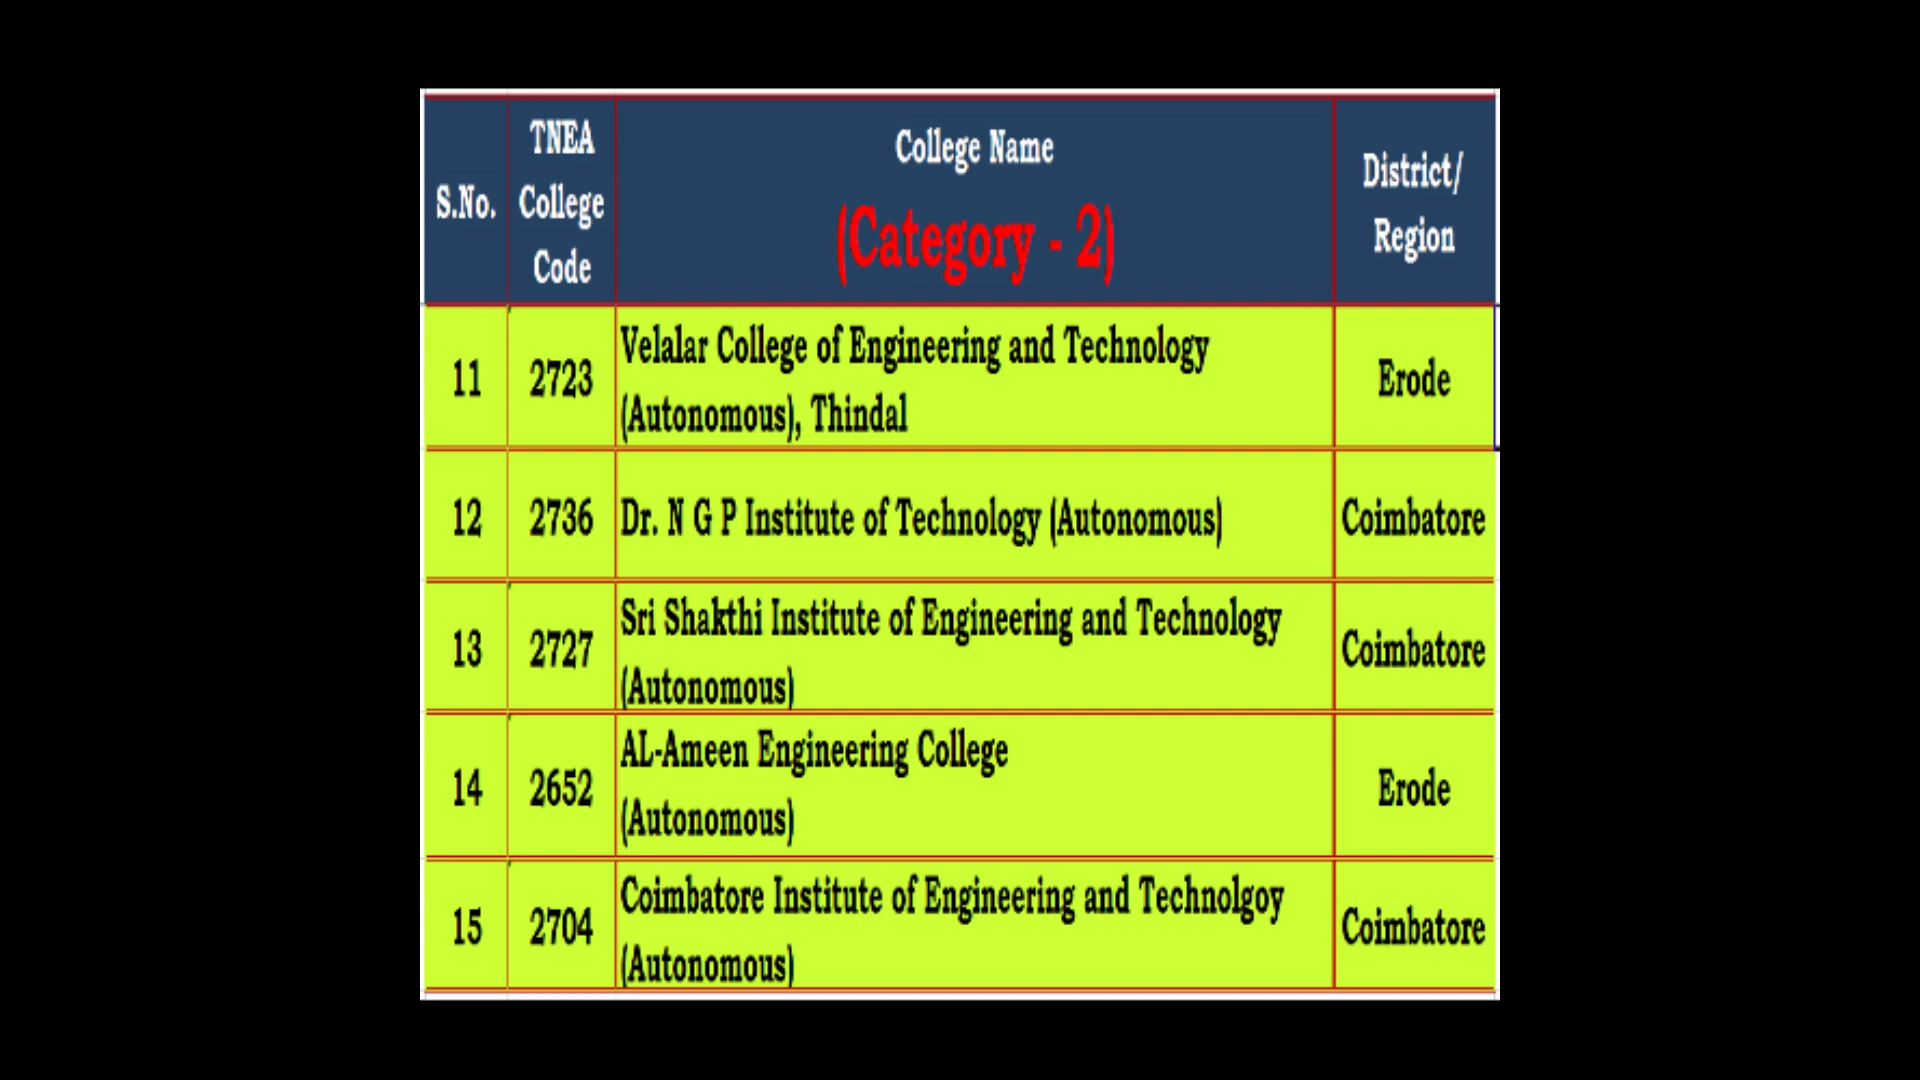 S.No.
TNEA
College
Code
College Name
(Category - 2)
District/
Region
11
2723
Velalar College of Engineering and Technology
(Autonomous), Thindal
Erode
12
2736
Dr. N G P Institute of Technology (Autonomous)
Coimbatore
13
2727
Sri Shakthi Institute of Engineering and Technology
(Autonomous)
Coimbatore
14
2652
AL-Ameen Engineering College
(Autonomous)
Erode
15
2704
Coimbatore Institute of Engineering and Technolgoy
(Autonomous)
Coimbatore